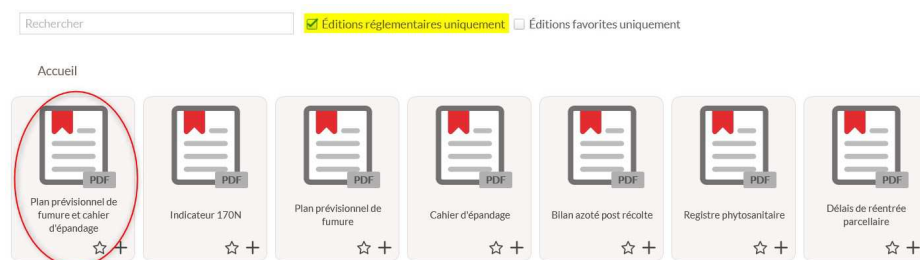 Rechercher
Éditions réglementaires uniquement
Éditions favorites uniquement
Accueil
PDF
Plan prévisionnel de
fumure et cahier
d'épandage
PDF
Indicateur 170N
PDF
Plan prévisionnel de
fumure
PDF
Cahier d'épandage
PDF
Bilan azoté post récolte
PDF
Registre phytosanitaire
PDF
Délais de réentrée
parcellaire